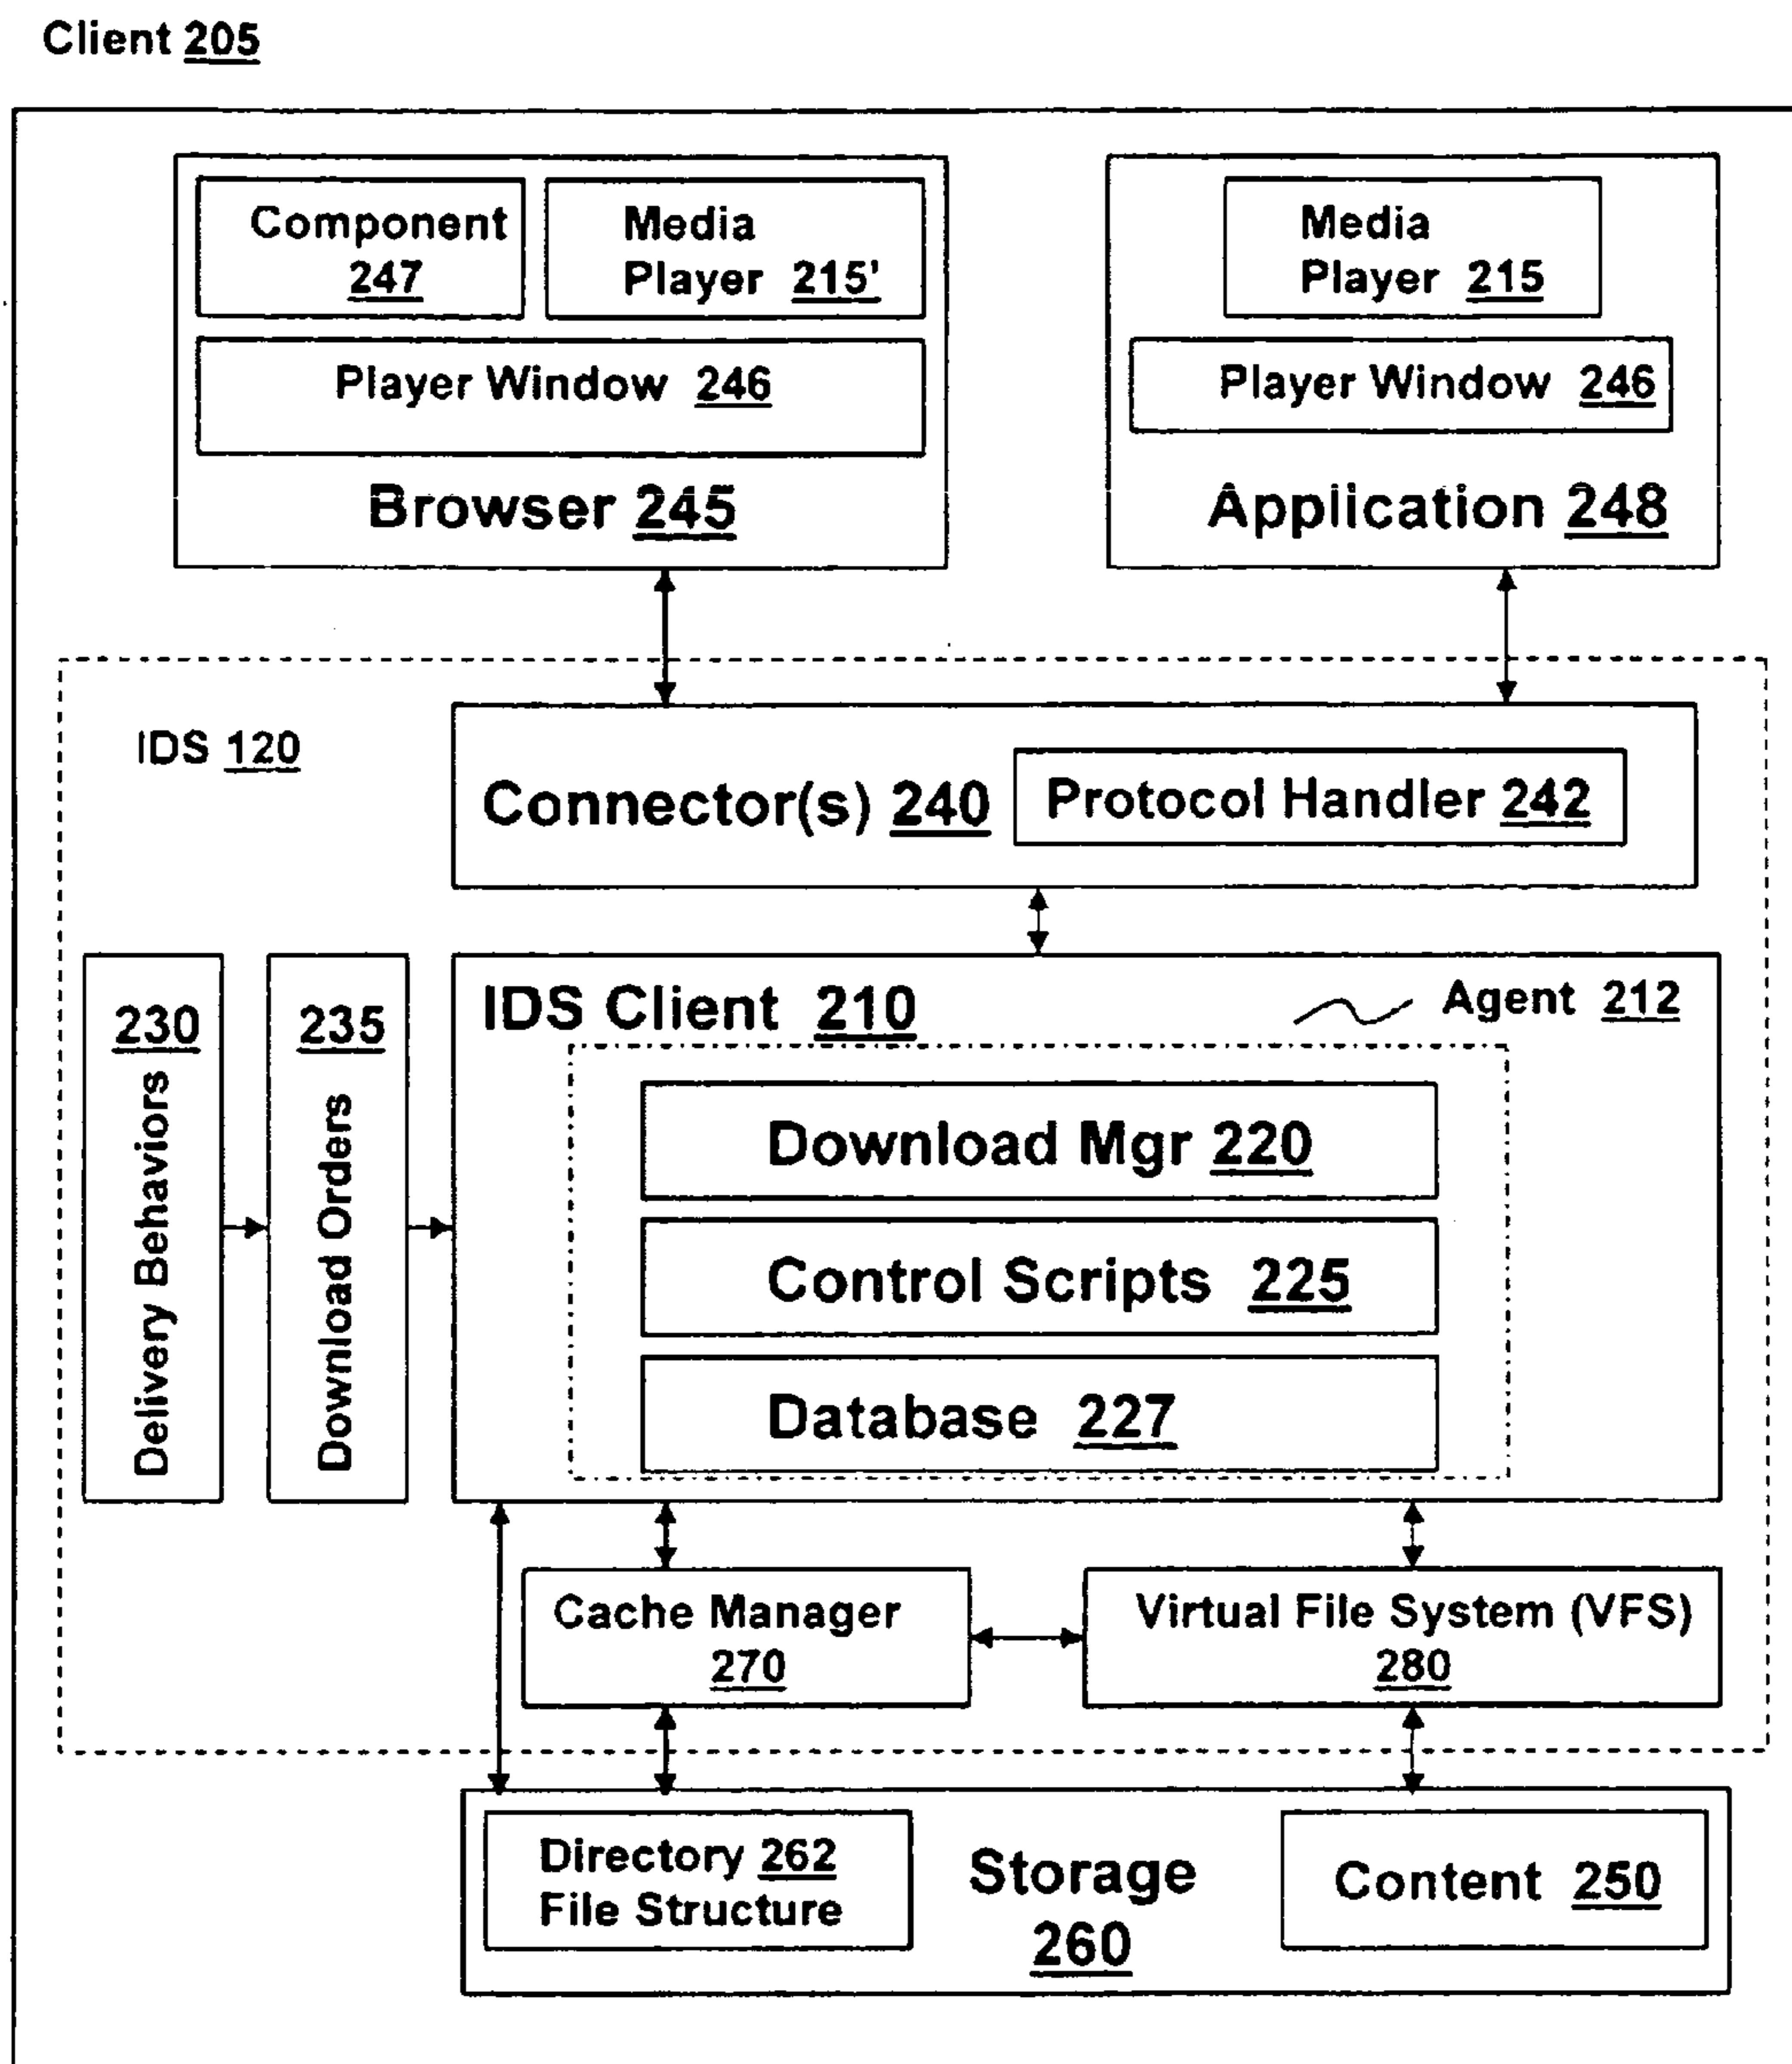 Client 205
Component
247
Media
Player 215'
Player Window 246
Browser 245
Media
Player 215
Player Window 246
Application 248
IDS 120
Connector(s) 240
Protocol Handler 242
230
Delivery Behaviors
235
Download Orders
IDS Client 210
Agent 212
Download Mgr 220
Control Scripts 225
Database 227
Cache Manager
270
Virtual File System (VFS)
280
Directory 262
File Structure
Storage
260
Content 250